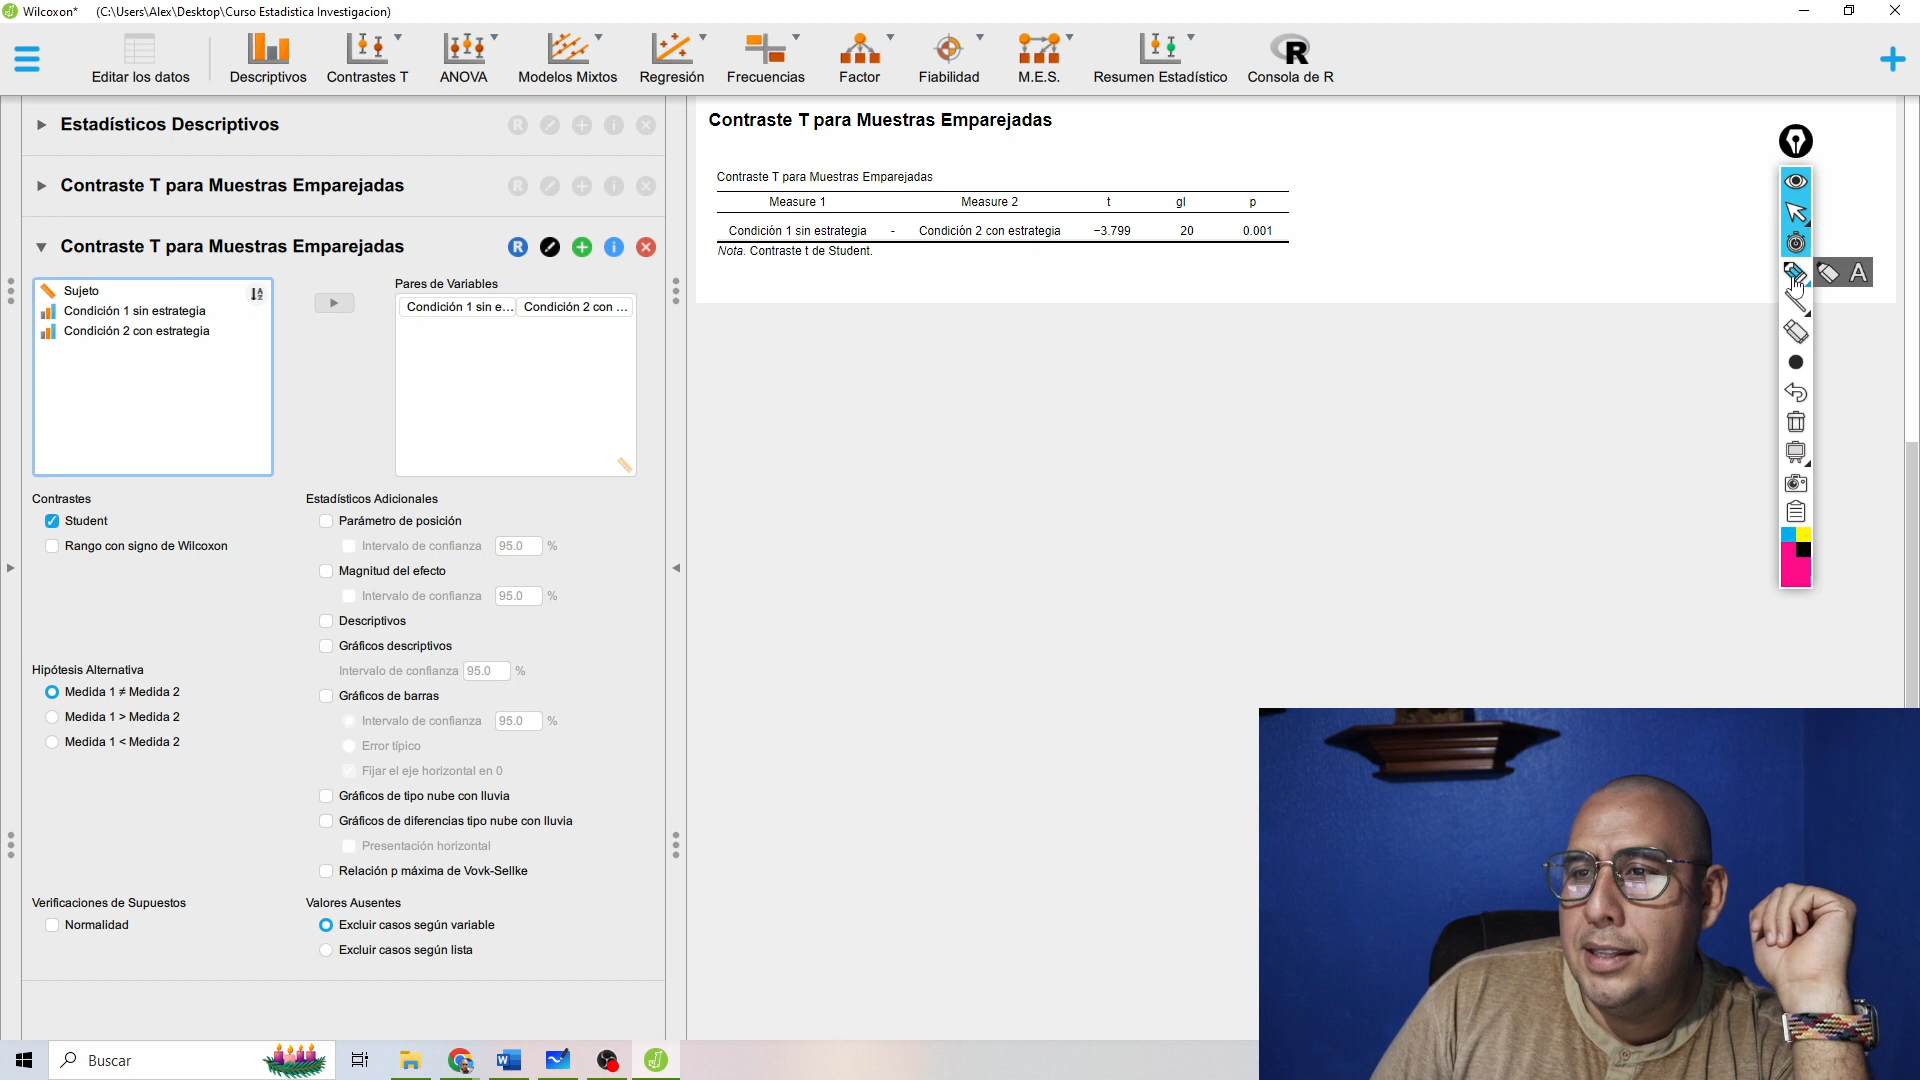 Wilcoxon* (C:\Users\Alex\Desktop\Curso Estadistica Investigacion)
Editar los datos
Descriptivos
Contrastes T
ANOVA
Modelos Mixtos
Regresión
Frecuencias
Factor
Fiabilidad
M.E.S.
Resumen Estadístico
R
Consola de R
Estadísticos Descriptivos
R
i
Contraste T para Muestras Emparejadas
R
i
Contraste T para Muestras Emparejadas
R
i
Sujeto
Condición 1 sin estrategia
Condición 2 con estrategia
Pares de Variables
Condición 1 sin e...
Condición 2 con ...
Contrastes
Student
Rango con signo de Wilcoxon
Hipótesis Alternativa
Medida 1 ≠ Medida 2
Medida 1 > Medida 2
Medida 1 < Medida 2
Verificaciones de Supuestos
Normalidad
Estadísticos Adicionales
Parámetro de posición
Intervalo de confianza 95.0 %
Magnitud del efecto
Intervalo de confianza 95.0 %
Descriptivos
Gráficos descriptivos
Intervalo de confianza 95.0 %
Gráficos de barras
Intervalo de confianza 95.0 %
Error típico
Fijar el eje horizontal en 0
Gráficos de tipo nube con lluvia
Gráficos de diferencias tipo nube con lluvia
Presentación horizontal
Relación p máxima de Vovk-Sellke
Valores Ausentes
Excluir casos según variable
Excluir casos según lista
Contraste T para Muestras Emparejadas
Contraste T para Muestras Emparejadas
Measure 1 Measure 2 t gl p
Condición 1 sin estrategia - Condición 2 con estrategia −3.799 20 0.001
Nota. Contraste t de Student.
A
Buscar